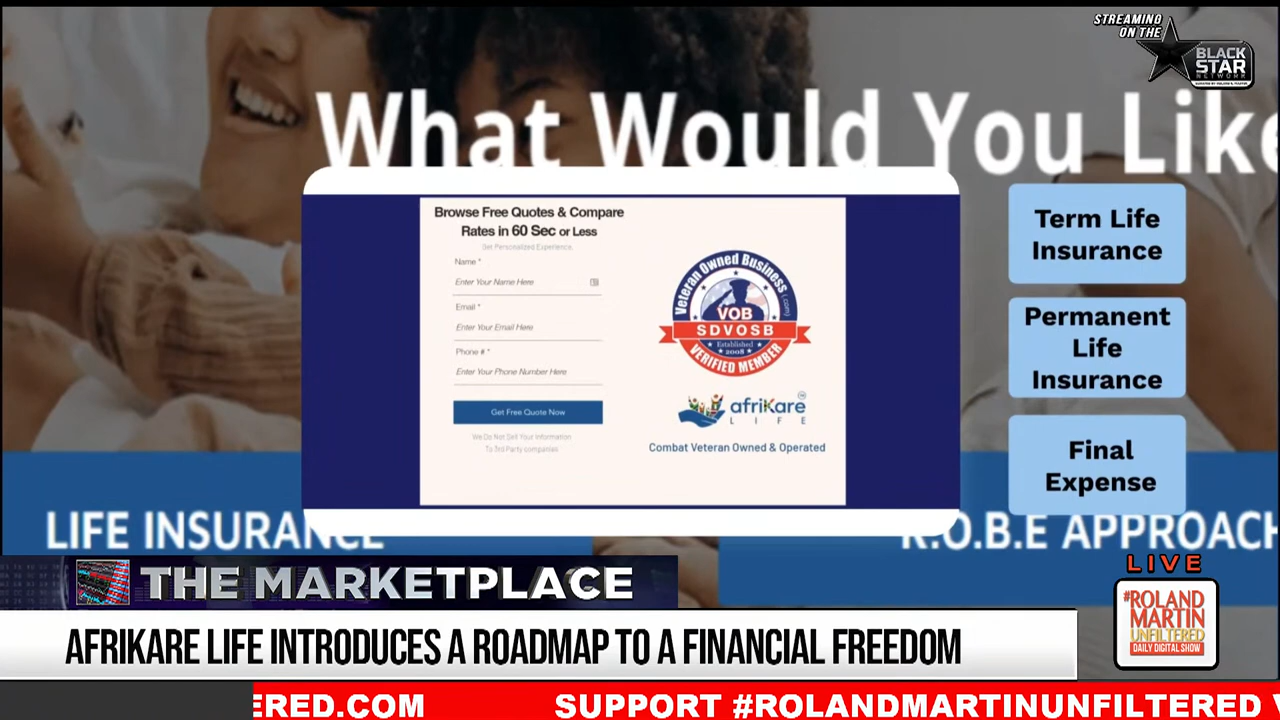 STREAMING
ON THE
BLACK
STAR
NETWORK
What Would You Like
Browse Free Quotes & Compare
Rates in 60 Sec or Less
Get Personalized Experience.
Name *
Enter Your Name Here
Email *
Enter Your Email Here
Phone # *
Enter Your Phone Number Here
Get Free Quote Now
We Do Not Sell Your Information
To 3rd Party companies
Veteran Owned Business
(.com)
VOB
SDVOSB
Established
2008
VERIFIED MEMBER
afriKare
LIFE
Combat Veteran Owned & Operated
Term Life
Insurance
Permanent
Life
Insurance
Final
Expense
LIFE INSURANCE
R.O.B.E APPROACH
THE MARKETPLACE
AFRIKARE LIFE INTRODUCES A ROADMAP TO A FINANCIAL FREEDOM
LIVE
#ROLAND
MARTIN
UNFILTERED
DAILY DIGITAL SHOW
ERED.COM SUPPORT #ROLANDMARTINUNFILTERED